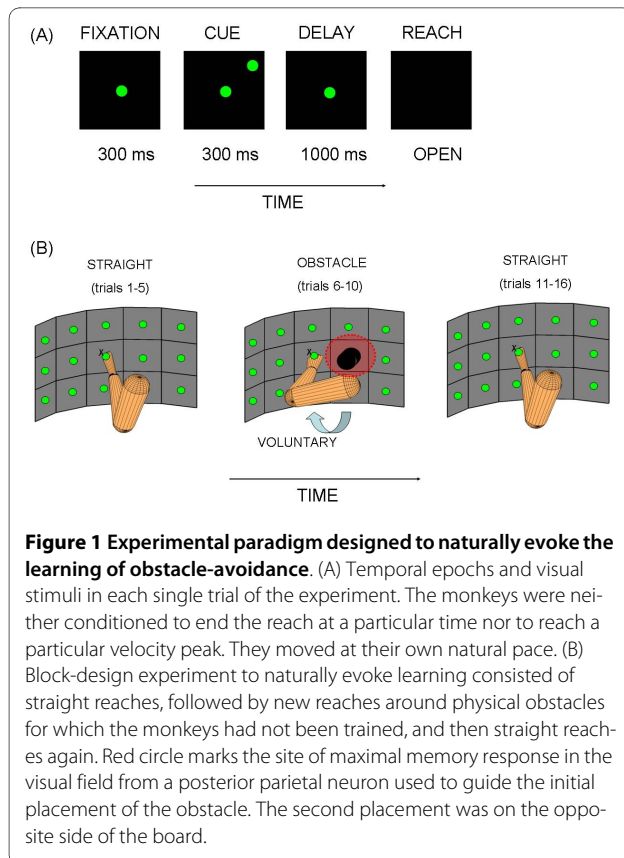 (A)
FIXATION CUE DELAY REACH
300 ms 300 ms 1000 ms OPEN
TIME
(B)
STRAIGHT OBSTACLE STRAIGHT
(trials 1-5) (trials 6-10) (trials 11-16)
x x x
VOLUNTARY
TIME
Figure 1 Experimental paradigm designed to naturally evoke the
learning of obstacle-avoidance. (A) Temporal epochs and visual
stimuli in each single trial of the experiment. The monkeys were nei-
ther conditioned to end the reach at a particular time nor to reach a
particular velocity peak. They moved at their own natural pace. (B)
Block-design experiment to naturally evoke learning consisted of
straight reaches, followed by new reaches around physical obstacles
for which the monkeys had not been trained, and then straight reach-
es again. Red circle marks the site of maximal memory response in the
visual field from a posterior parietal neuron used to guide the initial
placement of the obstacle. The second placement was on the oppo-
site side of the board.